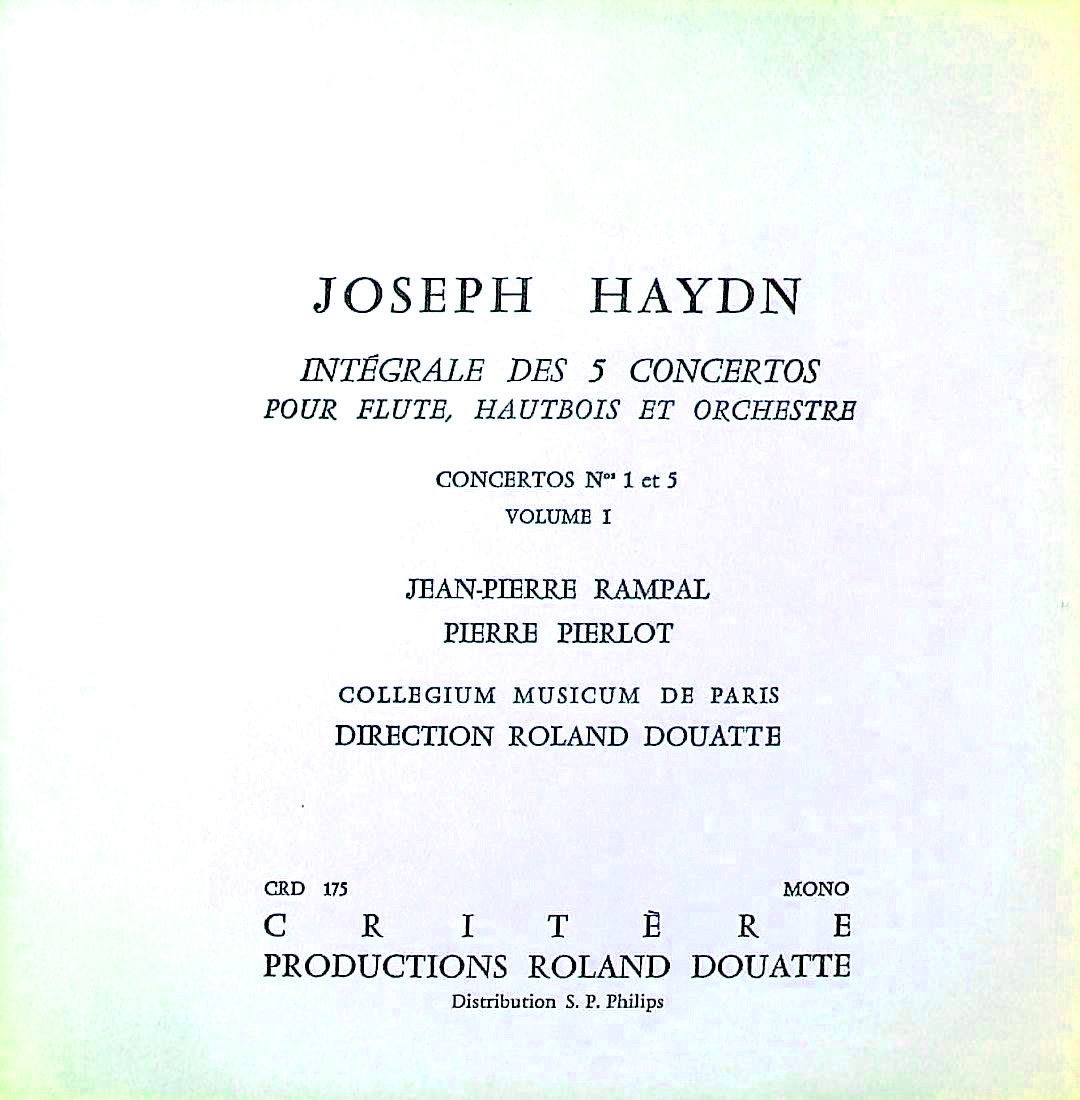 JOSEPH HAYDN
INTÉGRALE DES 5 CONCERTOS
POUR FLUTE, HAUTBOIS ET ORCHESTRE
CONCERTOS Nos 1 et 5
VOLUME I
JEAN-PIERRE RAMPAL
PIERRE PIERLOT
COLLEGIUM MUSICUM DE PARIS
DIRECTION ROLAND DOUATTE
CRD 175 MONO
CRITÈRE
PRODUCTIONS ROLAND DOUATTE
Distribution S. P. Philips